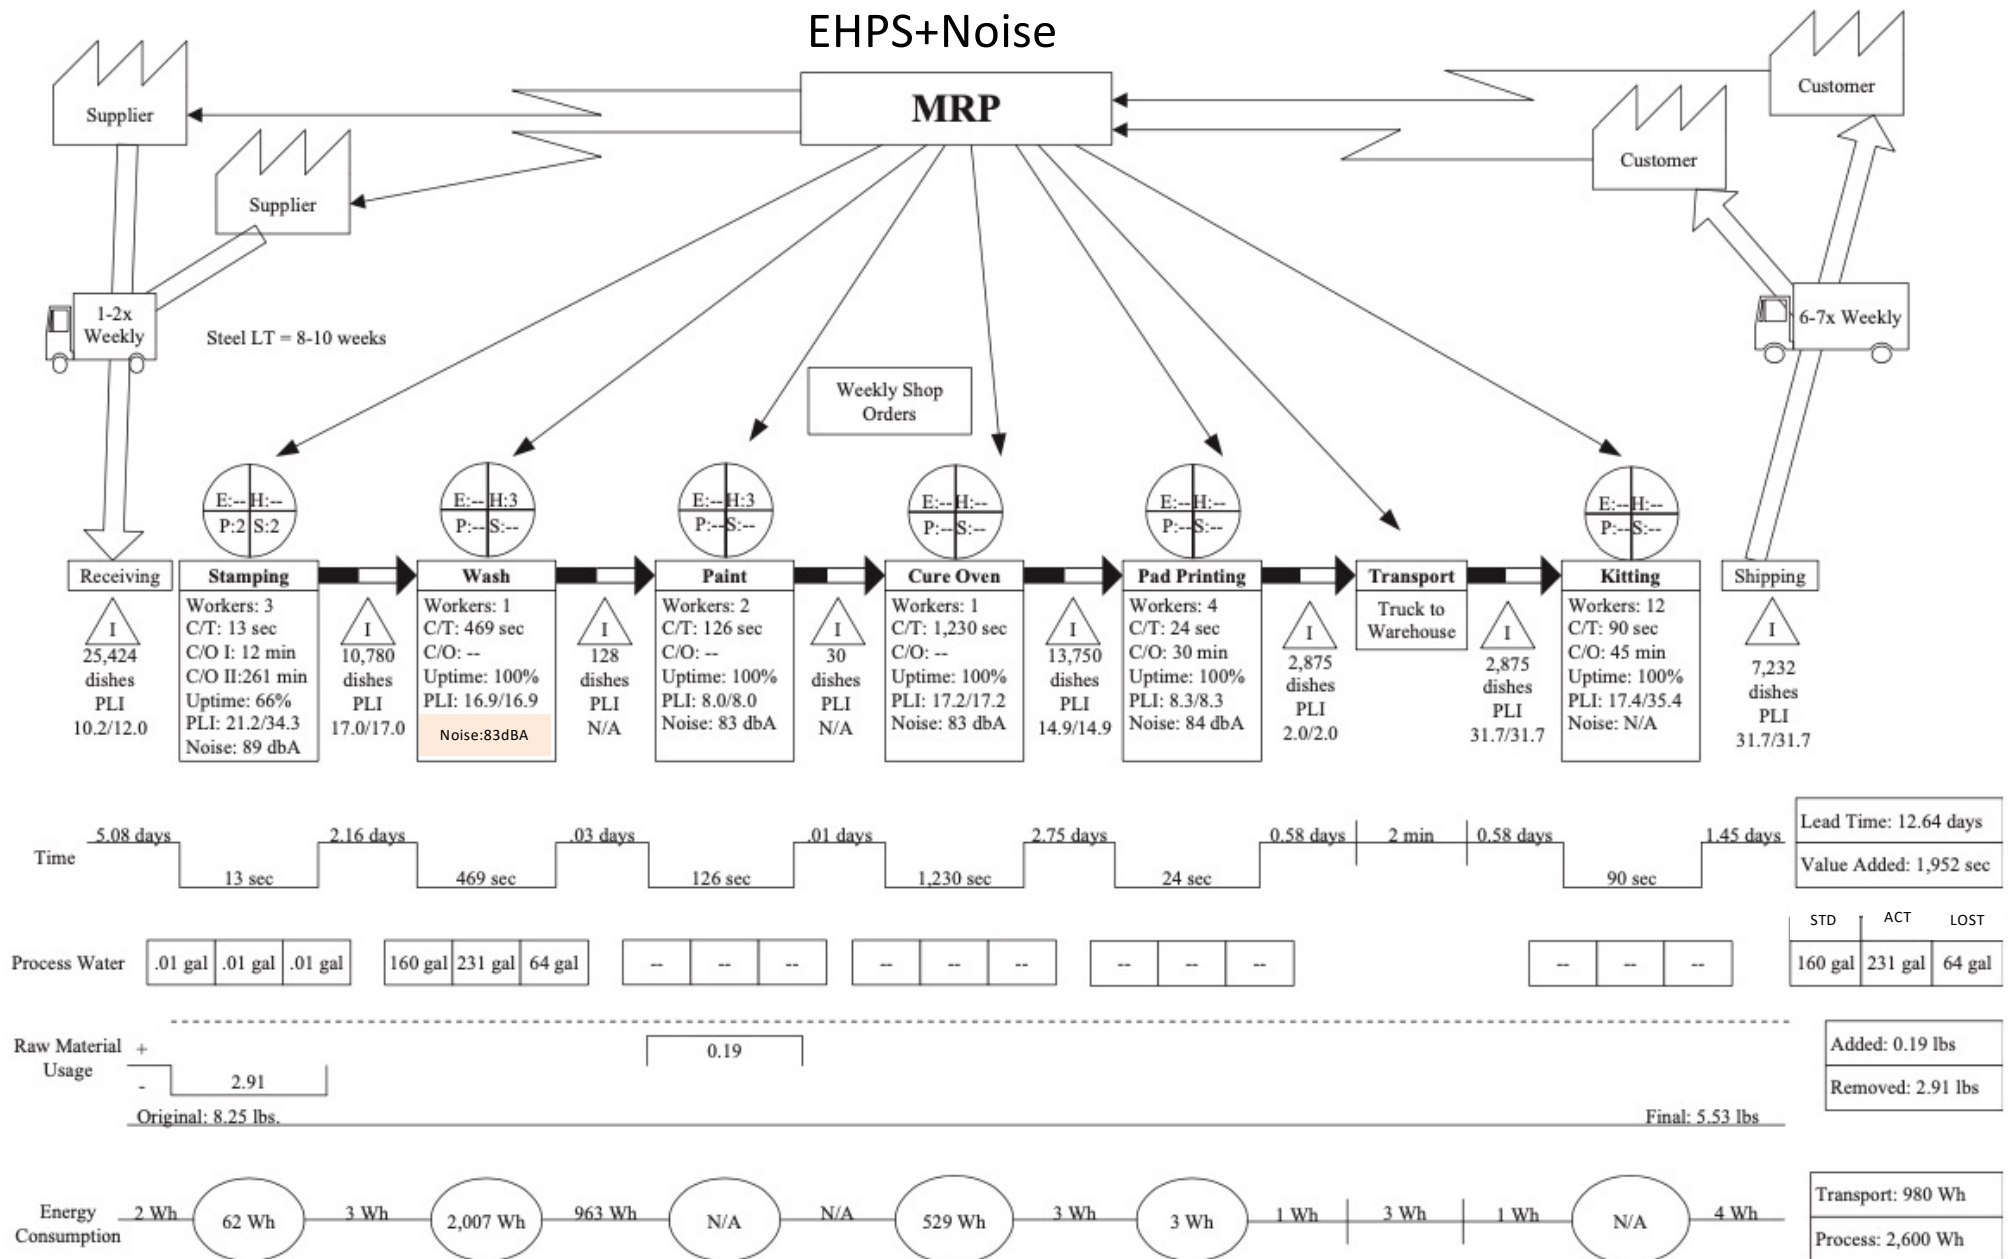 EHPS+Noise
MRP
Supplier
Supplier
Customer
Customer
1-2x
Weekly
Steel LT = 8-10 weeks
6-7x Weekly
Weekly Shop
Orders
E:-- H:--
P:2 S:2
E:-- H:3
P:-- S:--
E:-- H:3
P:-- S:--
E:-- H:--
P:-- S:--
E:-- H:--
P:-- S:--
E:-- H:--
P:-- S:--
Receiving
I
25,424
dishes
PLI
10.2/12.0
Stamping
Workers: 3
C/T: 13 sec
C/O I: 12 min
C/O II:261 min
Uptime: 66%
PLI: 21.2/34.3
Noise: 89 dbA
I
10,780
dishes
PLI
17.0/17.0
Wash
Workers: 1
C/T: 469 sec
C/O: --
Uptime: 100%
PLI: 16.9/16.9
Noise:83dBA
I
128
dishes
PLI
N/A
Paint
Workers: 2
C/T: 126 sec
C/O: --
Uptime: 100%
PLI: 8.0/8.0
Noise: 83 dbA
I
30
dishes
PLI
N/A
Cure Oven
Workers: 1
C/T: 1,230 sec
C/O: --
Uptime: 100%
PLI: 17.2/17.2
Noise: 83 dbA
I
13,750
dishes
PLI
14.9/14.9
Pad Printing
Workers: 4
C/T: 24 sec
C/O: 30 min
Uptime: 100%
PLI: 8.3/8.3
Noise: 84 dbA
I
2,875
dishes
PLI
2.0/2.0
Transport
Truck to
Warehouse
I
2,875
dishes
PLI
31.7/31.7
Kitting
Workers: 12
C/T: 90 sec
C/O: 45 min
Uptime: 100%
PLI: 17.4/35.4
Noise: N/A
Shipping
I
7,232
dishes
PLI
31.7/31.7
Time
5.08 days
13 sec
2.16 days
469 sec
.03 days
126 sec
.01 days
1,230 sec
2.75 days
24 sec
0.58 days
2 min
0.58 days
90 sec
1.45 days
Lead Time: 12.64 days
Value Added: 1,952 sec
STD ACT LOST
Process Water .01 gal .01 gal .01 gal 160 gal 231 gal 64 gal -- -- -- -- -- -- -- -- -- -- -- -- 160 gal 231 gal 64 gal
Raw Material
Usage
+
-
2.91
0.19
Added: 0.19 lbs
Removed: 2.91 lbs
Original: 8.25 lbs.
Final: 5.53 lbs
Energy
Consumption
2 Wh
62 Wh
3 Wh
2,007 Wh
963 Wh
N/A
N/A
529 Wh
3 Wh
3 Wh
1 Wh
3 Wh
1 Wh
N/A
4 Wh
Transport: 980 Wh
Process: 2,600 Wh